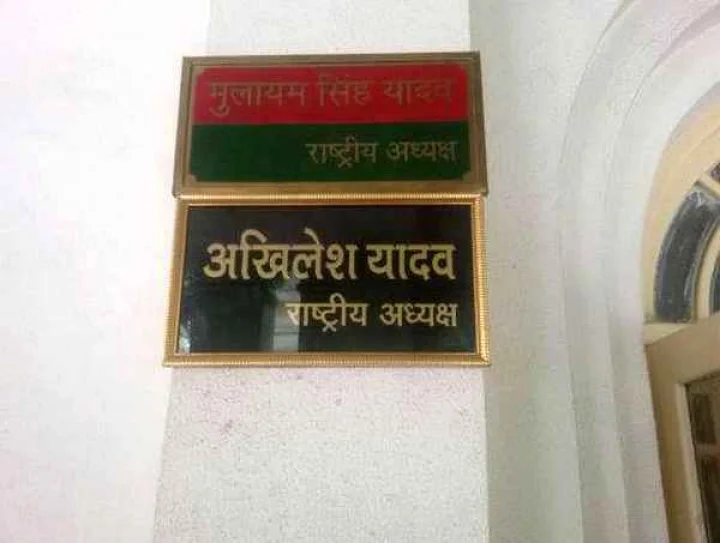 मुलायम सिंह यादव
राष्ट्रीय अध्यक्ष
अखिलेश यादव
राष्ट्रीय अध्यक्ष